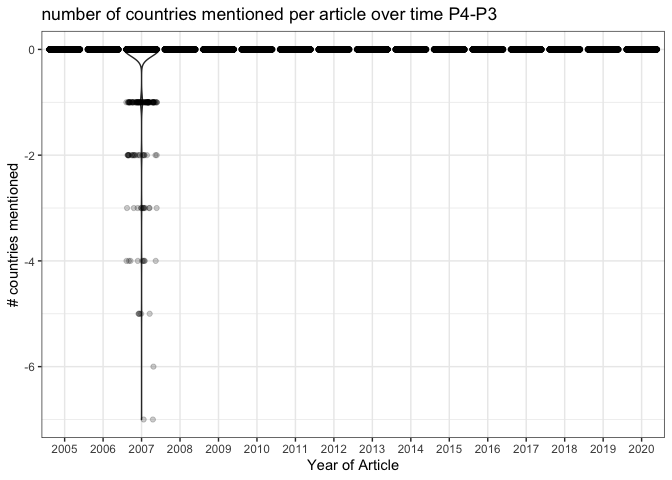 number of countries mentioned per article over time P4-P3
0
-2
-4
-6
# countries mentioned
2005 2006 2007 2008 2009 2010 2011 2012 2013 2014 2015 2016 2017 2018 2019 2020
Year of Article